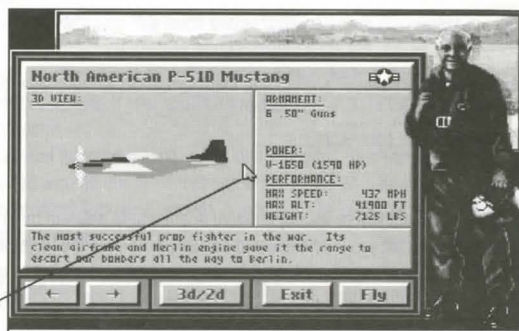 North American P-51D Mustang
3D VIEW:
ARMAMENT:
6 .50" Guns
POWER:
V-1650 (1590 HP)
PERFORMANCE:
MAX SPEED: 437 MPH
MAX ALT: 41900 FT
WEIGHT: 7125 LBS
The most successful prop fighter in the war. Its
clean airframe and Merlin engine gave it the range to
escort our bombers all the way to Berlin.
← → 3d/2d Exit Fly